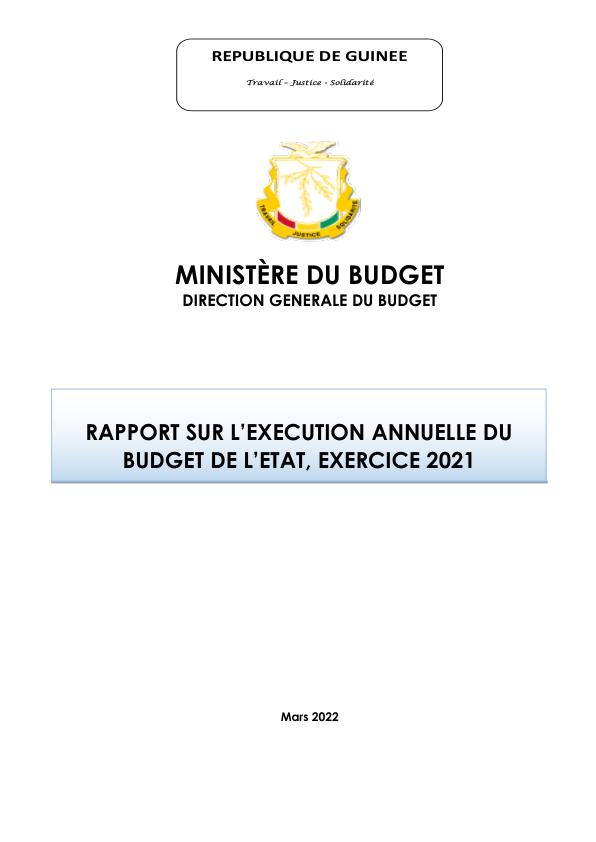 REPUBLIQUE DE GUINEE
Travail – Justice - Solidarité
TRAVAIL
JUSTICE
SOLIDARITÉ
MINISTÈRE DU BUDGET
DIRECTION GENERALE DU BUDGET
RAPPORT SUR L’EXECUTION ANNUELLE DU
BUDGET DE L’ETAT, EXERCICE 2021
Mars 2022